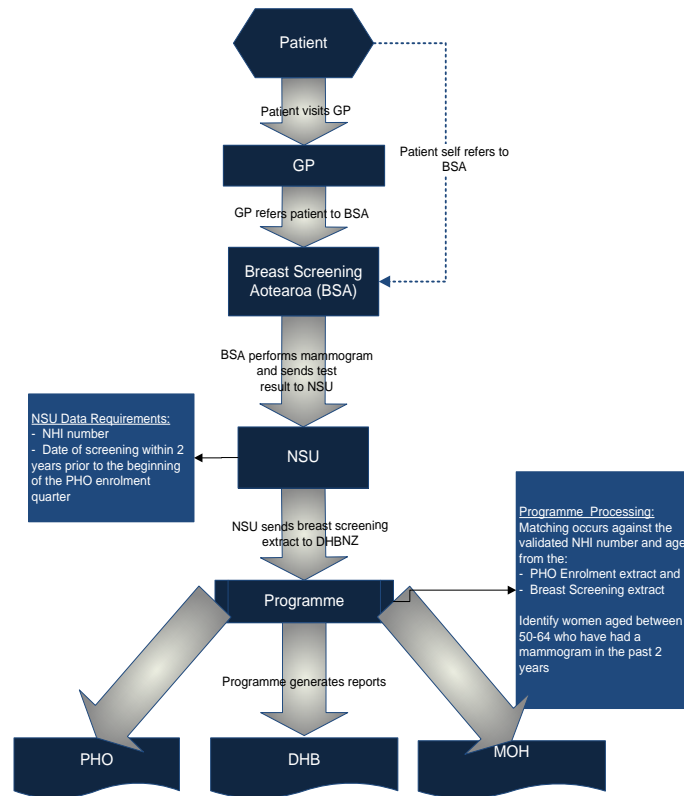 Patient
Patient visits GP
Patient self refers to
BSA
GP
GP refers patient to BSA
Breast Screening
Aotearoa (BSA)
BSA performs mammogram
and sends test
result to NSU
NSU Data Requirements:
- NHI number
- Date of screening within 2
years prior to the beginning
of the PHO enrolment
quarter
NSU
NSU sends breast screening
extract to DHBNZ
Programme Processing:
Matching occurs against the
validated NHI number and age
from the:
- PHO Enrolment extract and
- Breast Screening extract
Identify women aged between
50-64 who have had a
mammogram in the past 2
years
Programme
Programme generates reports
PHO
DHB
MOH